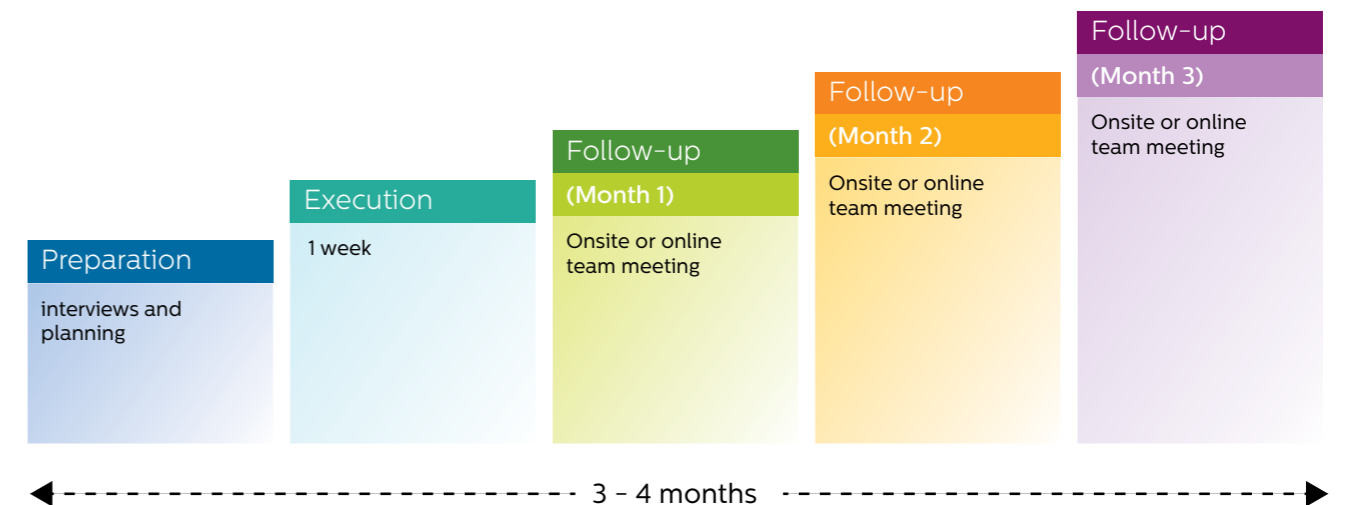 Preparation
interviews and
planning
Execution
1 week
Follow-up
(Month 1)
Onsite or online
team meeting
Follow-up
(Month 2)
Onsite or online
team meeting
Follow-up
(Month 3)
Onsite or online
team meeting
3 - 4 months